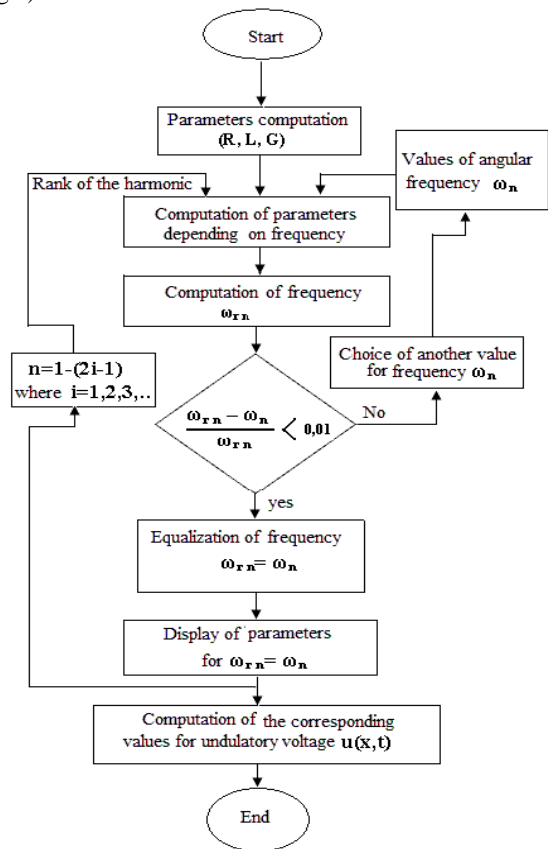 Start
Parameters computation
(R, L, G)
Values of angular
frequency ωn
Rank of the harmonic
Computation of parameters
depending on frequency
Computation of frequency
ωrn
n=1-(2i-1)
where i=1,2,3,..
Choice of another value
for frequency ωn
ωrn − ωn
ωrn
< 0,01
No
yes
Equalization of frequency
ωrn= ωn
Display of parameters
for ωrn= ωn
Computation of the corresponding
values for undulatory voltage u(x,t)
End